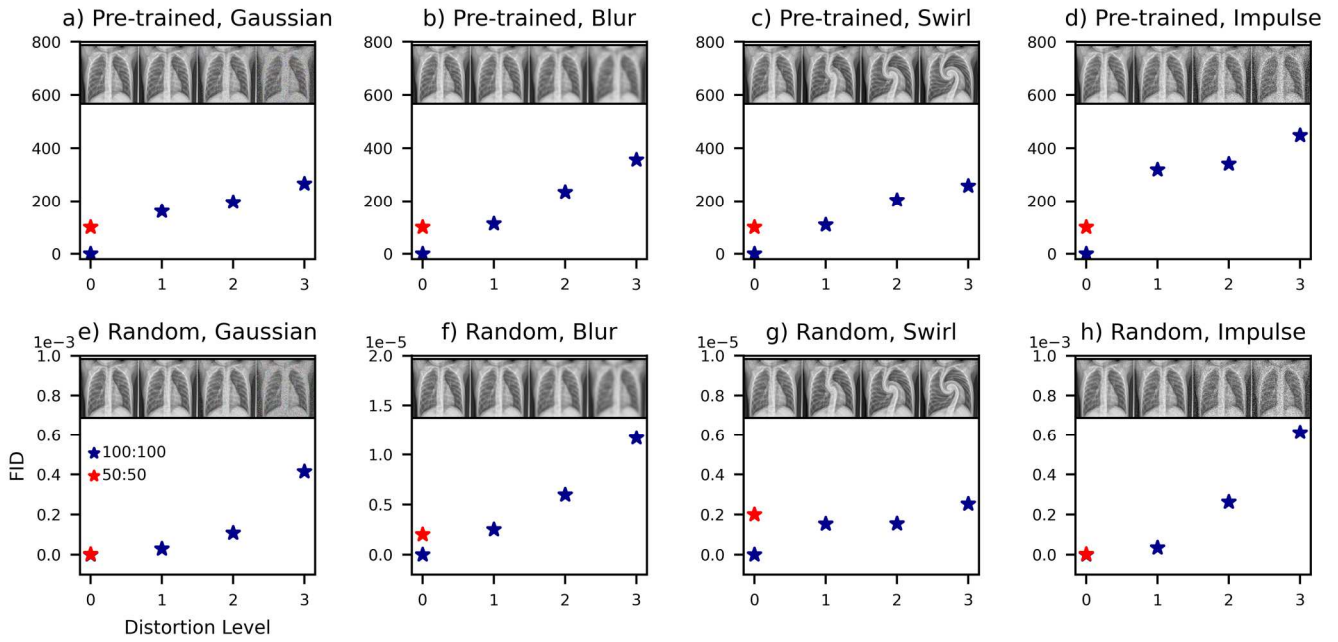 a) Pre-trained, Gaussian
b) Pre-trained, Blur
c) Pre-trained, Swirl
d) Pre-trained, Impulse
800
600
400
200
0
0 1 2 3
800
600
400
200
0
0 1 2 3
800
600
400
200
0
0 1 2 3
800
600
400
200
0
0 1 2 3
e) Random, Gaussian
f) Random, Blur
g) Random, Swirl
h) Random, Impulse
1e−3
1.0
0.8
0.6
0.4
0.2
0.0
FID
100:100
50:50
0 1 2 3
Distortion Level
1e−5
2.0
1.5
1.0
0.5
0.0
0 1 2 3
1e−5
1.0
0.8
0.6
0.4
0.2
0.0
0 1 2 3
1e−3
1.0
0.8
0.6
0.4
0.2
0.0
0 1 2 3